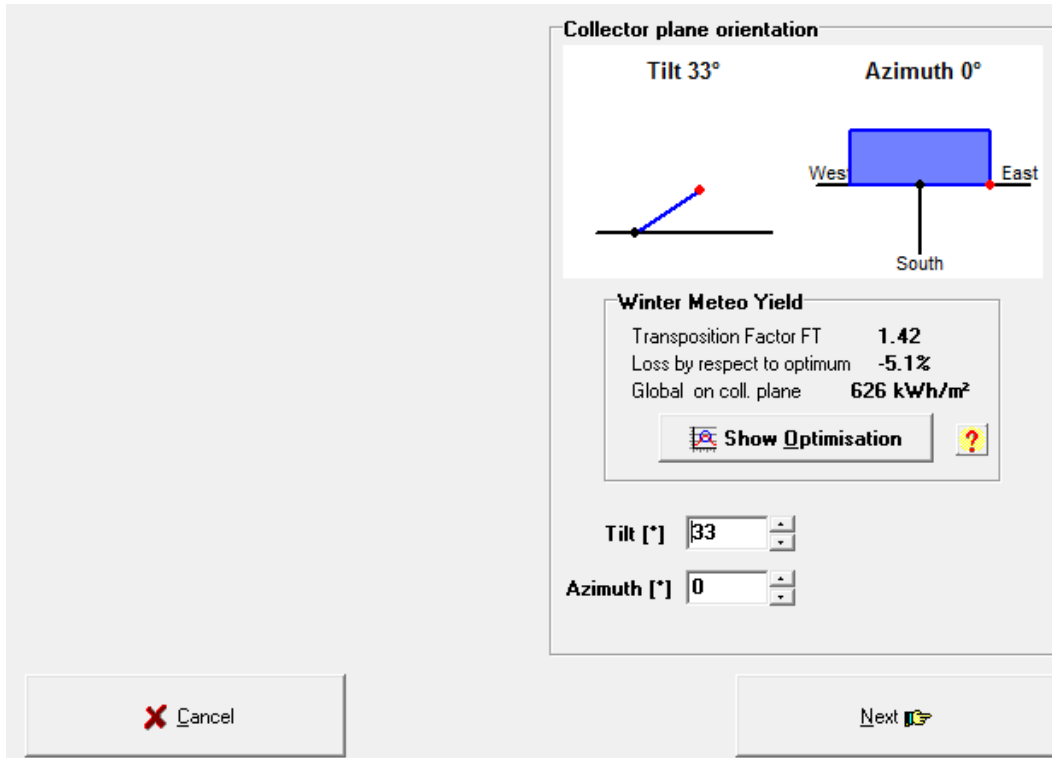 Collector plane orientation
Tilt 33°
Azimuth 0°
West
East
South
Winter Meteo Yield
Transposition Factor FT 1.42
Loss by respect to optimum -5.1%
Global on coll. plane 626 kWh/m²
Show Optimisation ?
Tilt [°] 33
Azimuth [°] 0
Cancel
Next